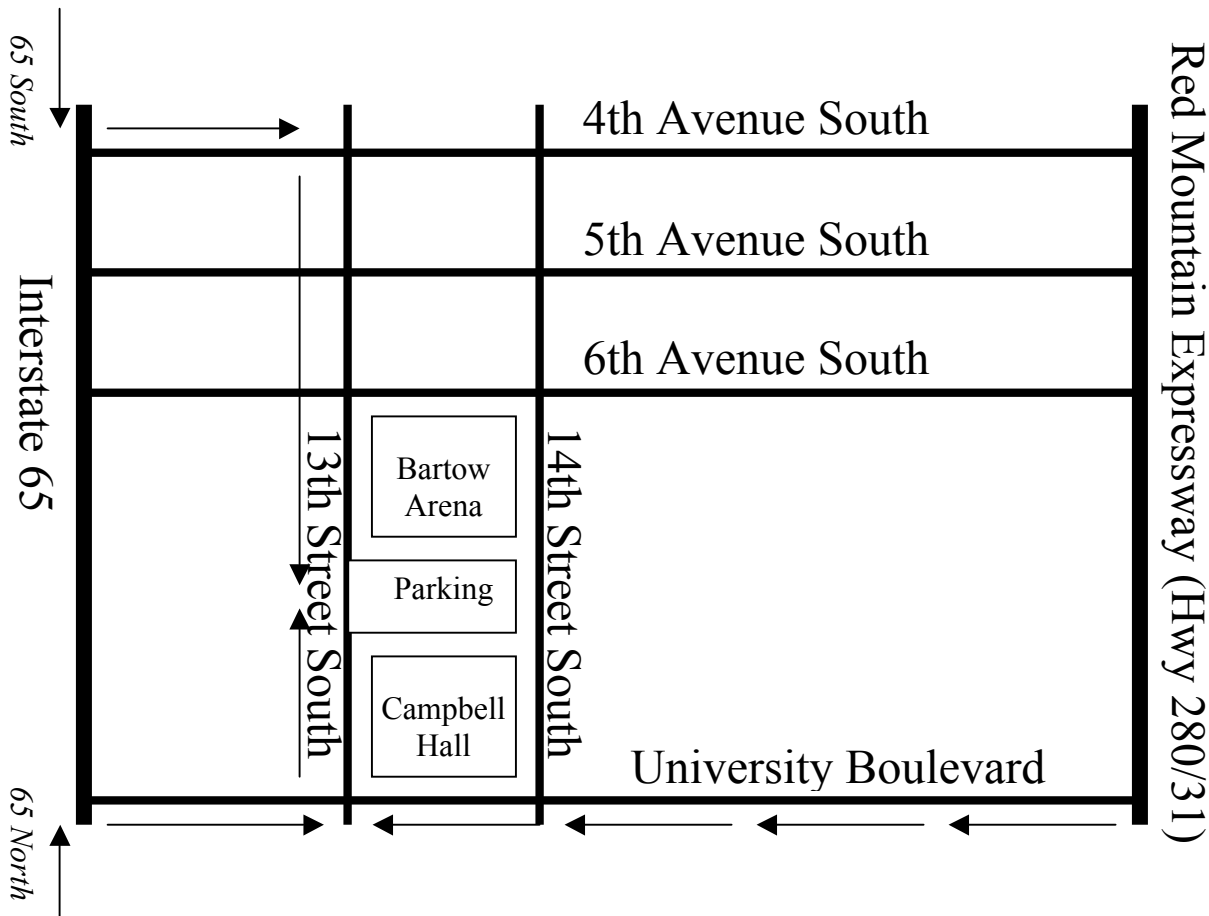 65 South
4th Avenue South
Red Mountain Expressway (Hwy 280/31)
5th Avenue South
Interstate 65
6th Avenue South
13th Street South
Bartow
Arena
14th Street South
Parking
Campbell
Hall
University Boulevard
65 North